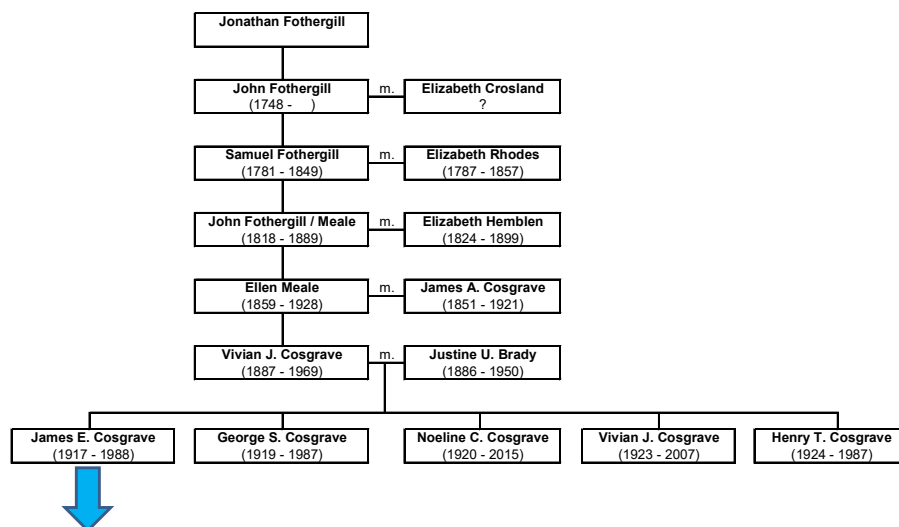 Jonathan Fothergill
John Fothergill
(1748 -     )
m.
Elizabeth Crosland
?
Samuel Fothergill
(1781 - 1849)
m.
Elizabeth Rhodes
(1787 - 1857)
John Fothergill / Meale
(1818 - 1889)
m.
Elizabeth Hemblen
(1824 - 1899)
Ellen Meale
(1859 - 1928)
m.
James A. Cosgrave
(1851 - 1921)
Vivian J. Cosgrave
(1887 - 1969)
m.
Justine U. Brady
(1886 - 1950)
James E. Cosgrave
(1917 - 1988)
George S. Cosgrave
(1919 - 1987)
Noeline C. Cosgrave
(1920 - 2015)
Vivian J. Cosgrave
(1923 - 2007)
Henry T. Cosgrave
(1924 - 1987)